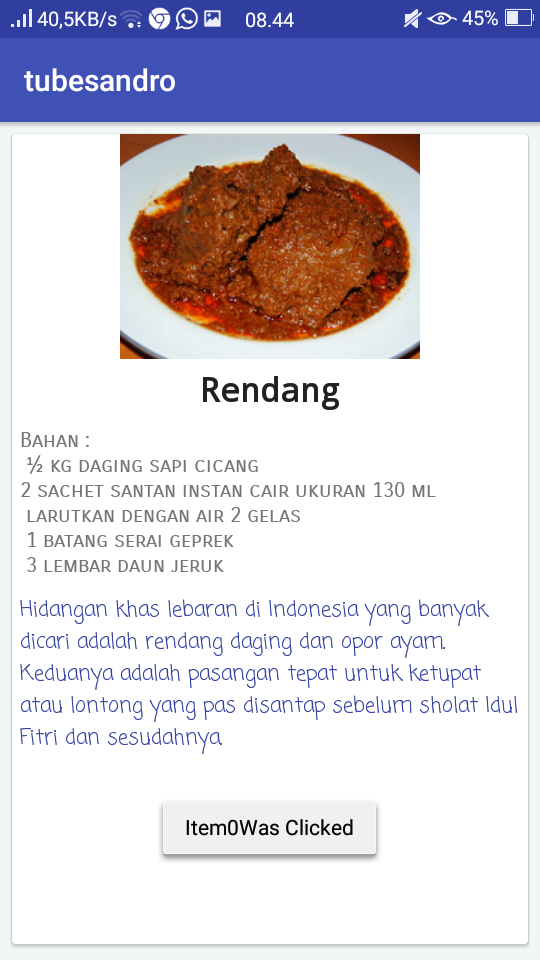 40,5KB/s 08.44 45%
tubesandro
Rendang
Bahan :
½ kg daging sapi cicang
2 sachet santan instan cair ukuran 130 ml
larutkan dengan air 2 gelas
1 batang serai geprek
3 lembar daun jeruk
Hidangan khas lebaran di Indonesia yang banyak
dicari adalah rendang daging dan opor ayam.
Keduanya adalah pasangan tepat untuk ketupat
atau lontong yang pas disantap sebelum sholat Idul
Fitri dan sesudahnya.
Item0Was Clicked